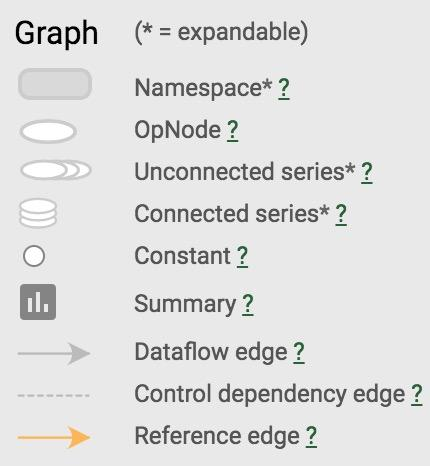 Graph (* = expandable)
Namespace* ?
OpNode ?
Unconnected series* ?
Connected series* ?
Constant ?
Summary ?
Dataflow edge ?
Control dependency edge ?
Reference edge ?